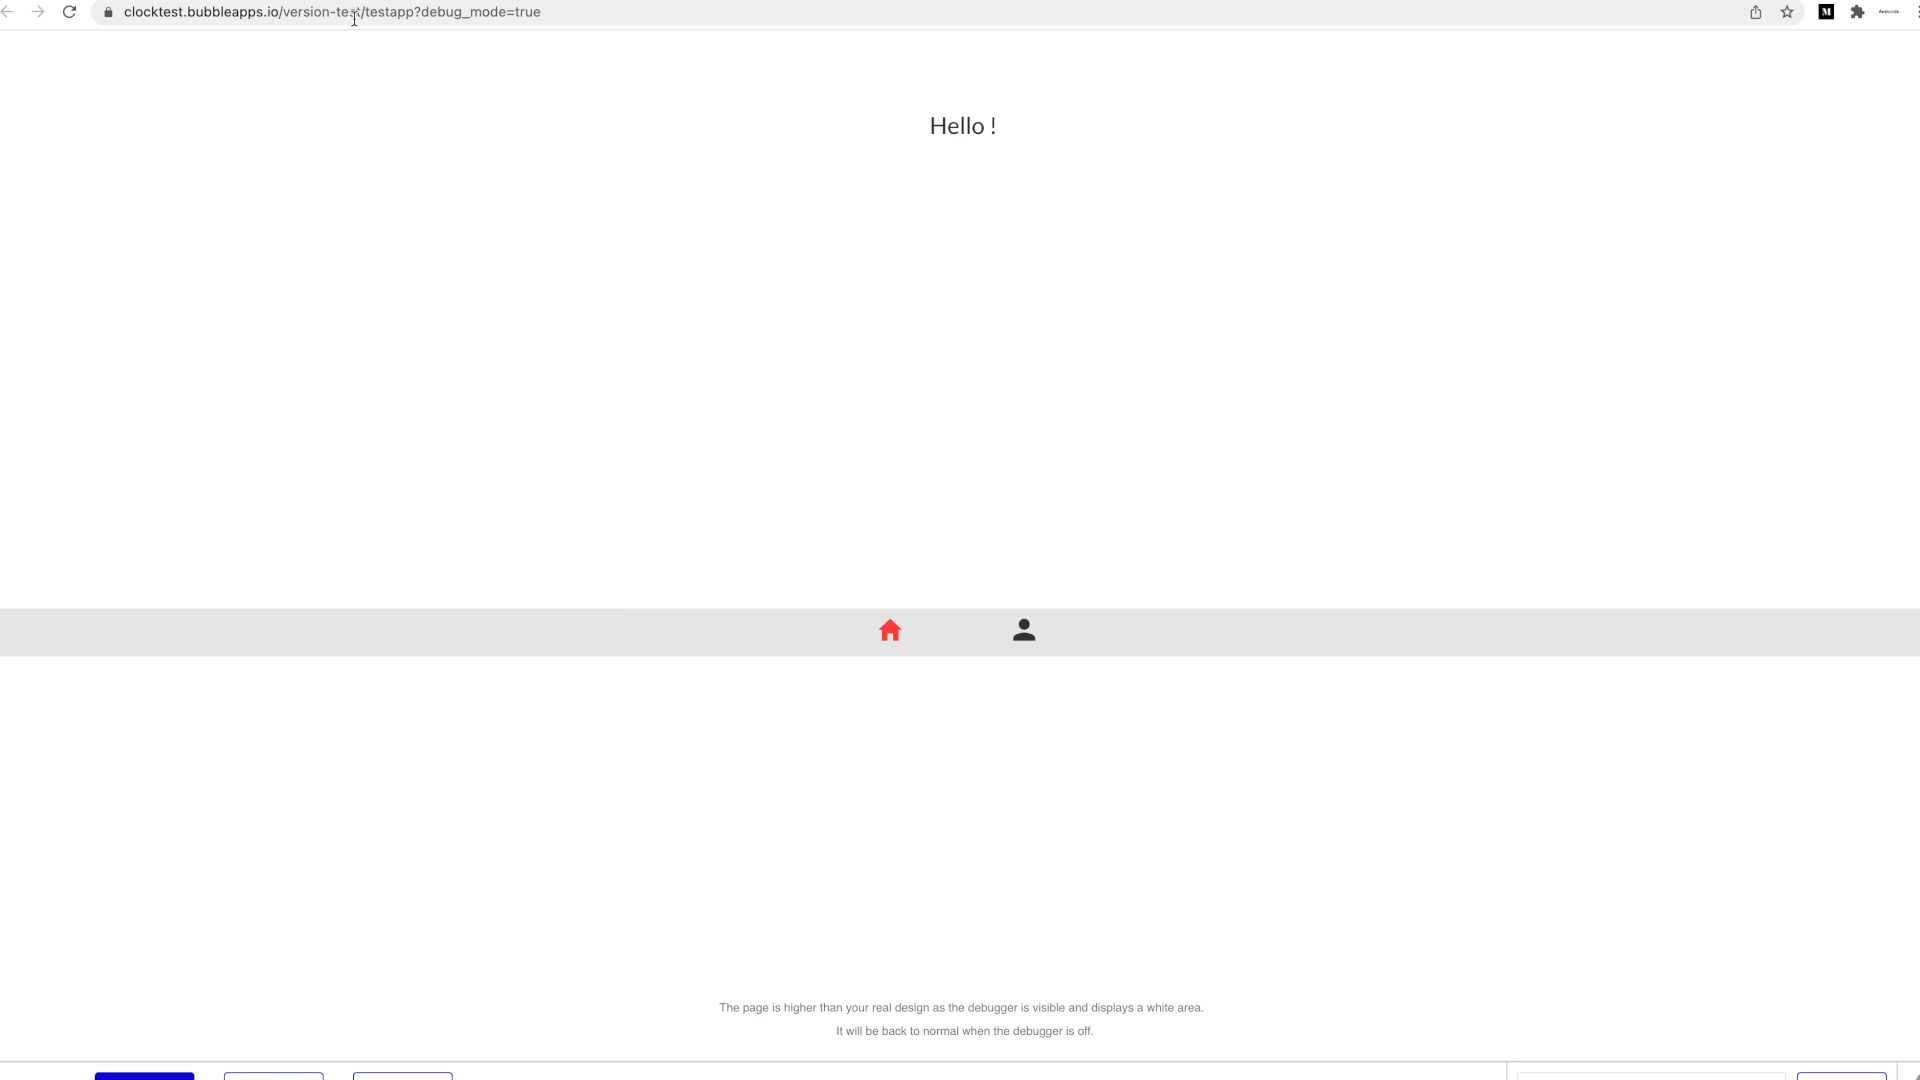 clocktest.bubbleapps.io/version-test/testapp?debug_mode=true
M
Hello !
The page is higher than your real design as the debugger is visible and displays a white area.
It will be back to normal when the debugger is off.